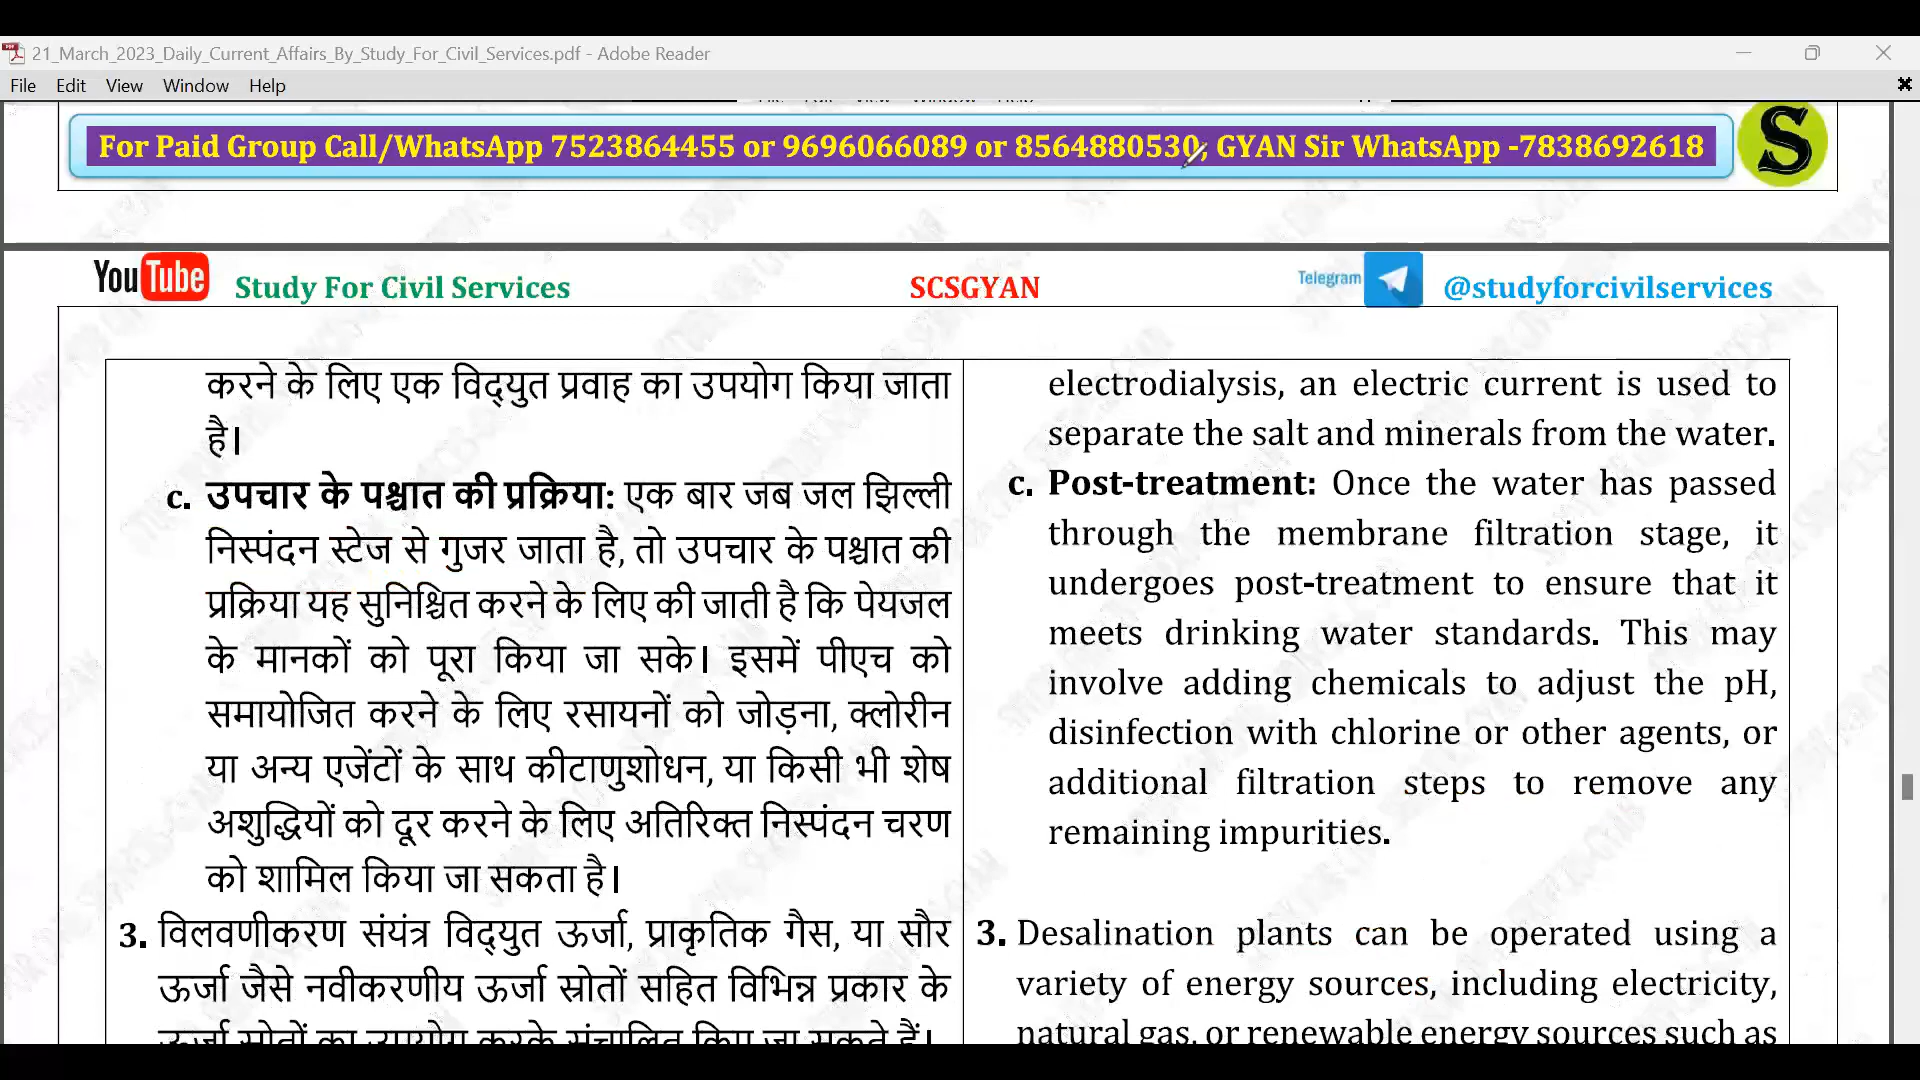 21_March_2023_Daily_Current_Affairs_By_Study_For_Civil_Services.pdf - Adobe Reader
File Edit View Window Help
For Paid Group Call/WhatsApp 7523864455 or 9696066089 or 8564880530, GYAN Sir WhatsApp -7838692618
S
YouTube Study For Civil Services SCSGYAN Telegram @studyforcivilservices
करने के लिए एक विद्युत प्रवाह का उपयोग किया जाता
है।
c. उपचार के पश्चात की प्रक्रिया: एक बार जब जल झिल्ली
निस्पंदन स्टेज से गुजर जाता है, तो उपचार के पश्चात की
प्रक्रिया यह सुनिश्चित करने के लिए की जाती है कि पेयजल
के मानकों को पूरा किया जा सके। इसमें पीएच को
समायोजित करने के लिए रसायनों को जोड़ना, क्लोरीन
या अन्य एजेंटों के साथ कीटाणुशोधन, या किसी भी शेष
अशुद्धियों को दूर करने के लिए अतिरिक्त निस्पंदन चरण
को शामिल किया जा सकता है।
3. विलवणीकरण संयंत्र विद्युत ऊर्जा, प्राकृतिक गैस, या सौर
ऊर्जा जैसे नवीकरणीय ऊर्जा स्रोतों सहित विभिन्न प्रकार के
ऊर्जा स्रोतों का उपयोग करके संचालित किए जा सकते हैं।
electrodialysis, an electric current is used to
separate the salt and minerals from the water.
c. Post-treatment: Once the water has passed
through the membrane filtration stage, it
undergoes post-treatment to ensure that it
meets drinking water standards. This may
involve adding chemicals to adjust the pH,
disinfection with chlorine or other agents, or
additional filtration steps to remove any
remaining impurities.
3. Desalination plants can be operated using a
variety of energy sources, including electricity,
natural gas, or renewable energy sources such as